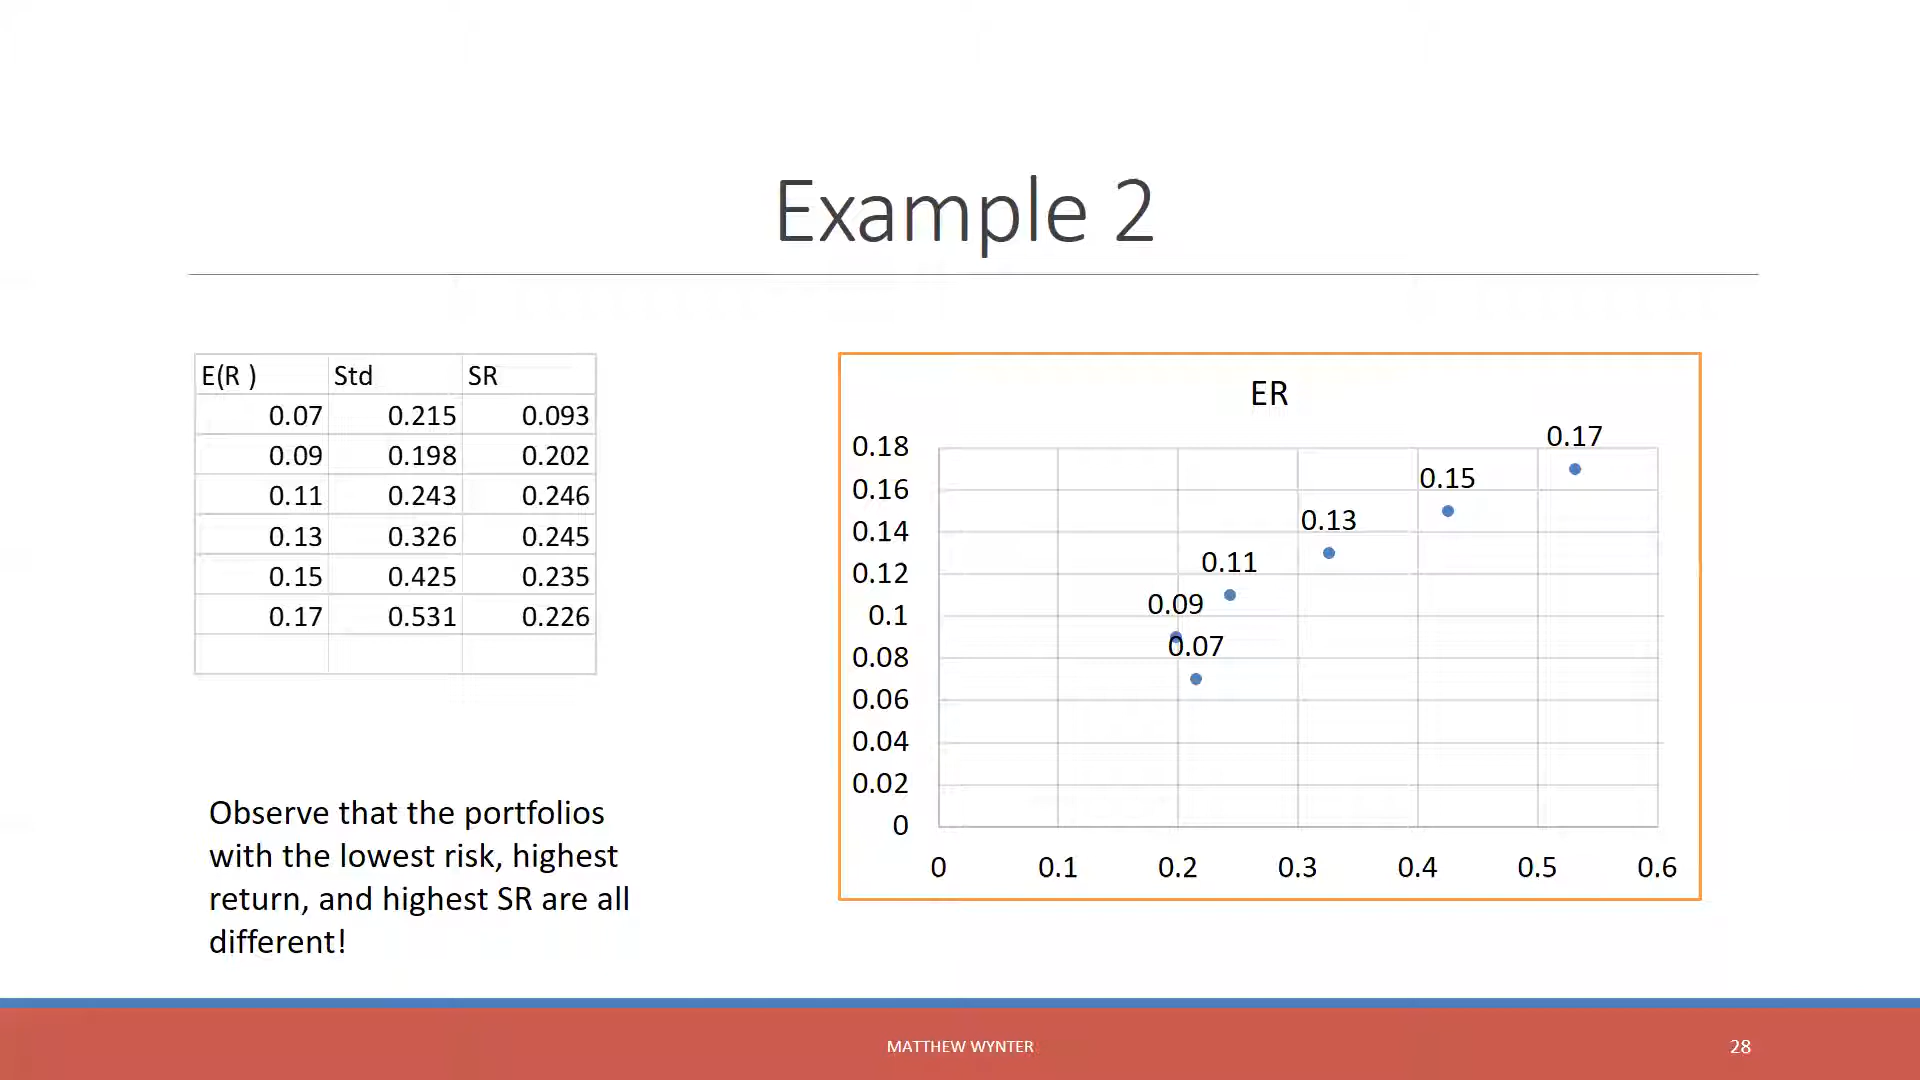 Example 2
E(R ) Std SR
0.07 0.215 0.093
0.09 0.198 0.202
0.11 0.243 0.246
0.13 0.326 0.245
0.15 0.425 0.235
0.17 0.531 0.226
Observe that the portfolios
with the lowest risk, highest
return, and highest SR are all
different!
ER
0.18
0.16
0.14
0.12
0.1
0.08
0.06
0.04
0.02
0
0.17
0.15
0.13
0.11
0.09
0.07
0 0.1 0.2 0.3 0.4 0.5 0.6
MATTHEW WYNTER
28